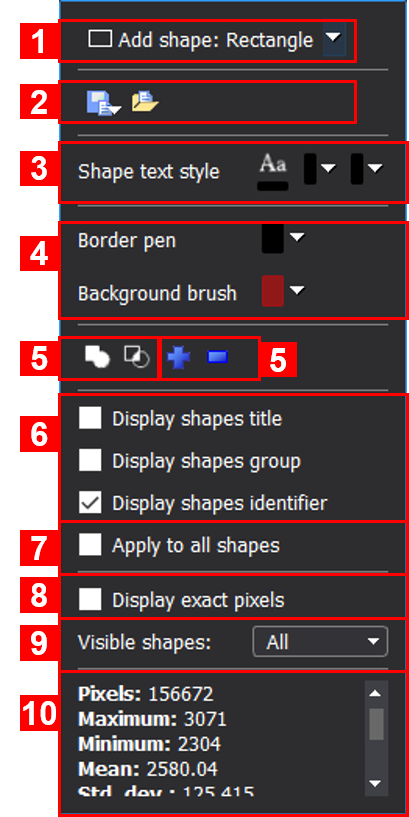 1 Add shape: Rectangle
2
3 Shape text style Aa
4 Border pen
Background brush
5 5
6 Display shapes title
Display shapes group
Display shapes identifier
7 Apply to all shapes
8 Display exact pixels
9 Visible shapes: All
10 Pixels: 156672
Maximum: 3071
Minimum: 2304
Mean: 2580.04
Std. dev.: 125.415